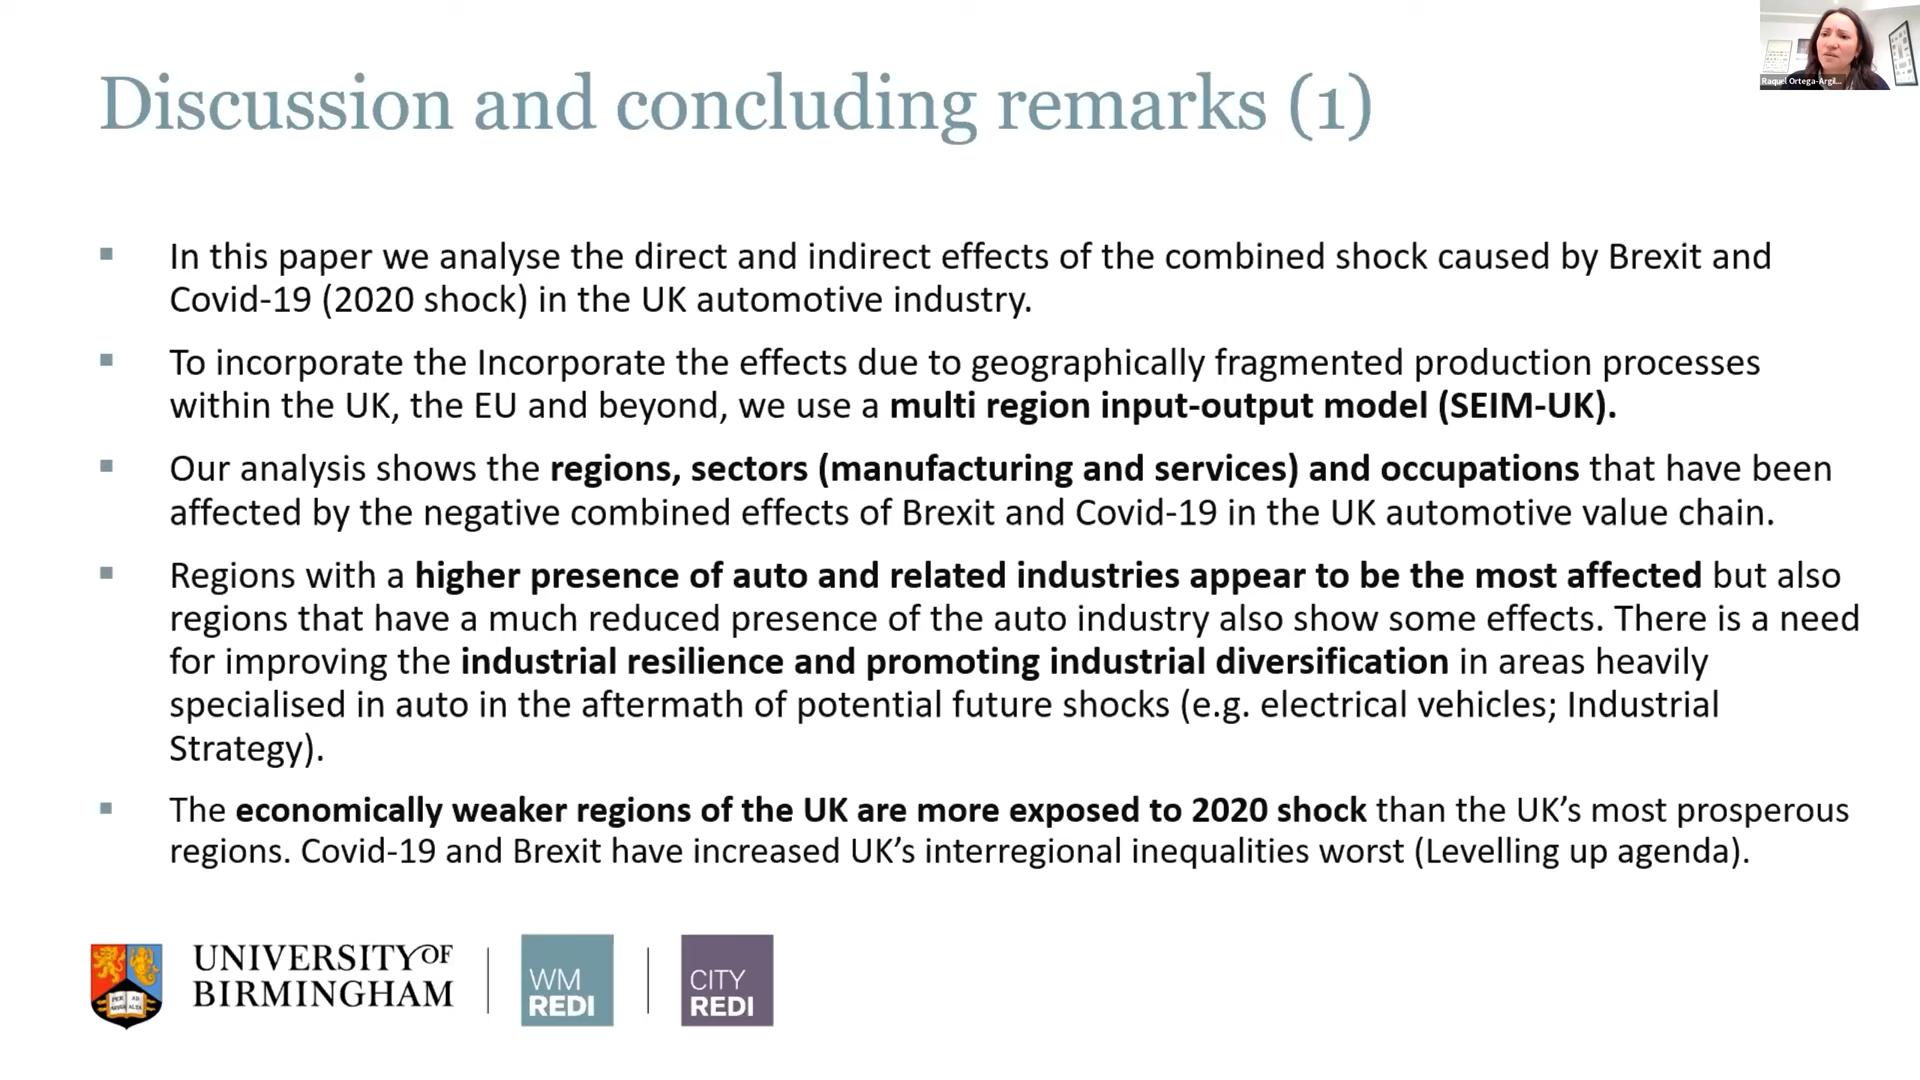 Raquel Ortega-Argil...
Discussion and concluding remarks (1)
In this paper we analyse the direct and indirect effects of the combined shock caused by Brexit and
Covid-19 (2020 shock) in the UK automotive industry.
To incorporate the Incorporate the effects due to geographically fragmented production processes
within the UK, the EU and beyond, we use a multi region input-output model (SEIM-UK).
Our analysis shows the regions, sectors (manufacturing and services) and occupations that have been
affected by the negative combined effects of Brexit and Covid-19 in the UK automotive value chain.
Regions with a higher presence of auto and related industries appear to be the most affected but also
regions that have a much reduced presence of the auto industry also show some effects. There is a need
for improving the industrial resilience and promoting industrial diversification in areas heavily
specialised in auto in the aftermath of potential future shocks (e.g. electrical vehicles; Industrial
Strategy).
The economically weaker regions of the UK are more exposed to 2020 shock than the UK's most prosperous
regions. Covid-19 and Brexit have increased UK's interregional inequalities worst (Levelling up agenda).
UNIVERSITY OF
BIRMINGHAM
WM
REDI
CITY
REDI